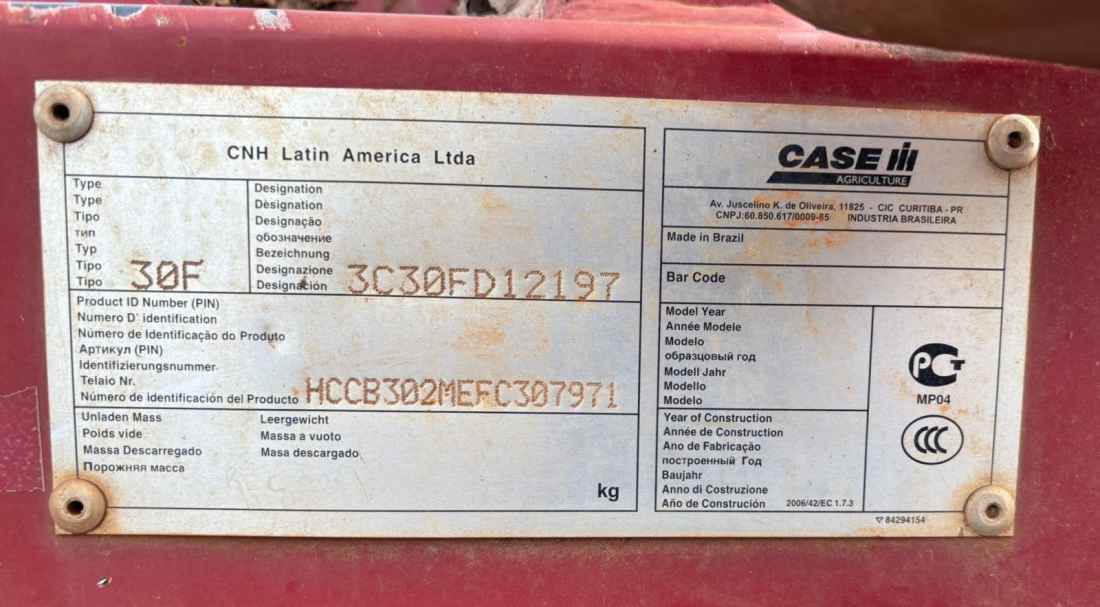 CNH Latin America Ltda
Type
Type
Tipo
тип
Typ
Tipo
Tipo
30F
Designation
Designation
Designação
обозначение
Bezeichnung
Designazione
Designación
3C30FD12197
Product ID Number (PIN)
Numero D' identification
Número de Identificação do Produto
Артикул (PIN)
Identifizierungsnummer
Telaio Nr.
Número de identificación del Producto
HCCB302MEFC307971
Unladen Mass
Poids vide
Massa Descarregado
Порожняя масса
Leergewicht
Massa a vuoto
Masa descargado
kg
CASE IH
AGRICULTURE
Av. Juscelino K. de Oliveira, 11825 - CIC CURITIBA - PR
CNPJ:60.850.617/0009-85 INDUSTRIA BRASILEIRA
Made in Brazil
Bar Code
Model Year
Année Modele
Modelo
образцовый год
Modell Jahr
Modello
Modelo
Year of Construction
Année de Construction
Ano de Fabricação
построенный Год
Baujahr
Anno di Costruzione
Año de Construción
2006/42/EC 1.7.3
РСТ
MP04
CCC
84294154